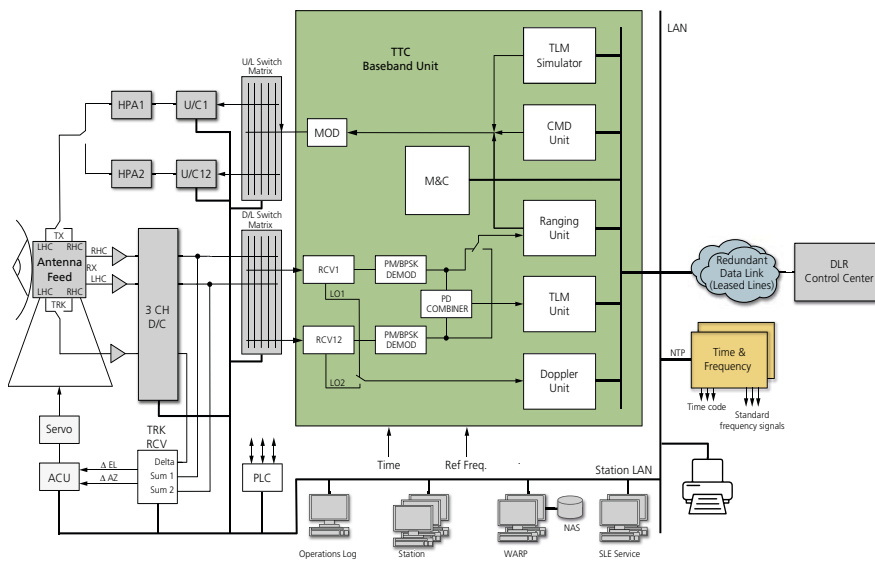 LAN
TTC
Baseband Unit
TLM
Simulator
U/L Switch
Matrix
HPA1
U/C1
MOD
CMD
Unit
HPA2
U/C12
M&C
D/L Switch
Matrix
Ranging
Unit
TX
LHC
RHC
Antenna
Feed
LHC
RHC
TRK
RHC
RX
LHC
3 CH
D/C
RCV1
PM/BPSK
DEMOD
LO1
PD
COMBINER
TLM
Unit
RCV12
PM/BPSK
DEMOD
LO2
Doppler
Unit
Redundant
Data Link
(Leased Lines)
DLR
Control Center
NTP
Time &
Frequency
Time code
Standard
frequency signals
Servo
ACU
Δ EL
Δ AZ
TRK
RCV
Delta
Sum 1
Sum 2
PLC
Time
Ref Freq.
Station LAN
Operations Log
Station
WARP
NAS
SLE Service